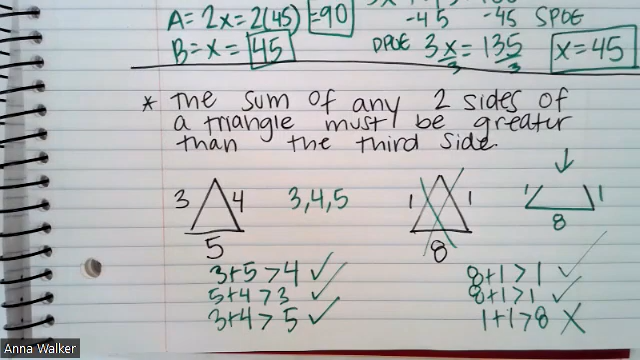 A = 2x = 2(45) = 90
-45 -45 SPOE
B = x = 45
DPOE 3x = 135 x = 45
3 3
* The sum of any 2 sides of
a triangle must be greater
than the third side.
3 4 3,4,5 1 1 1 1
5 8 8
3+5>4 ✓ 8+1>1 ✓
5+4>3 ✓ 8+1>1 ✓
3+4>5 ✓ 1+1>8 X
Anna Walker